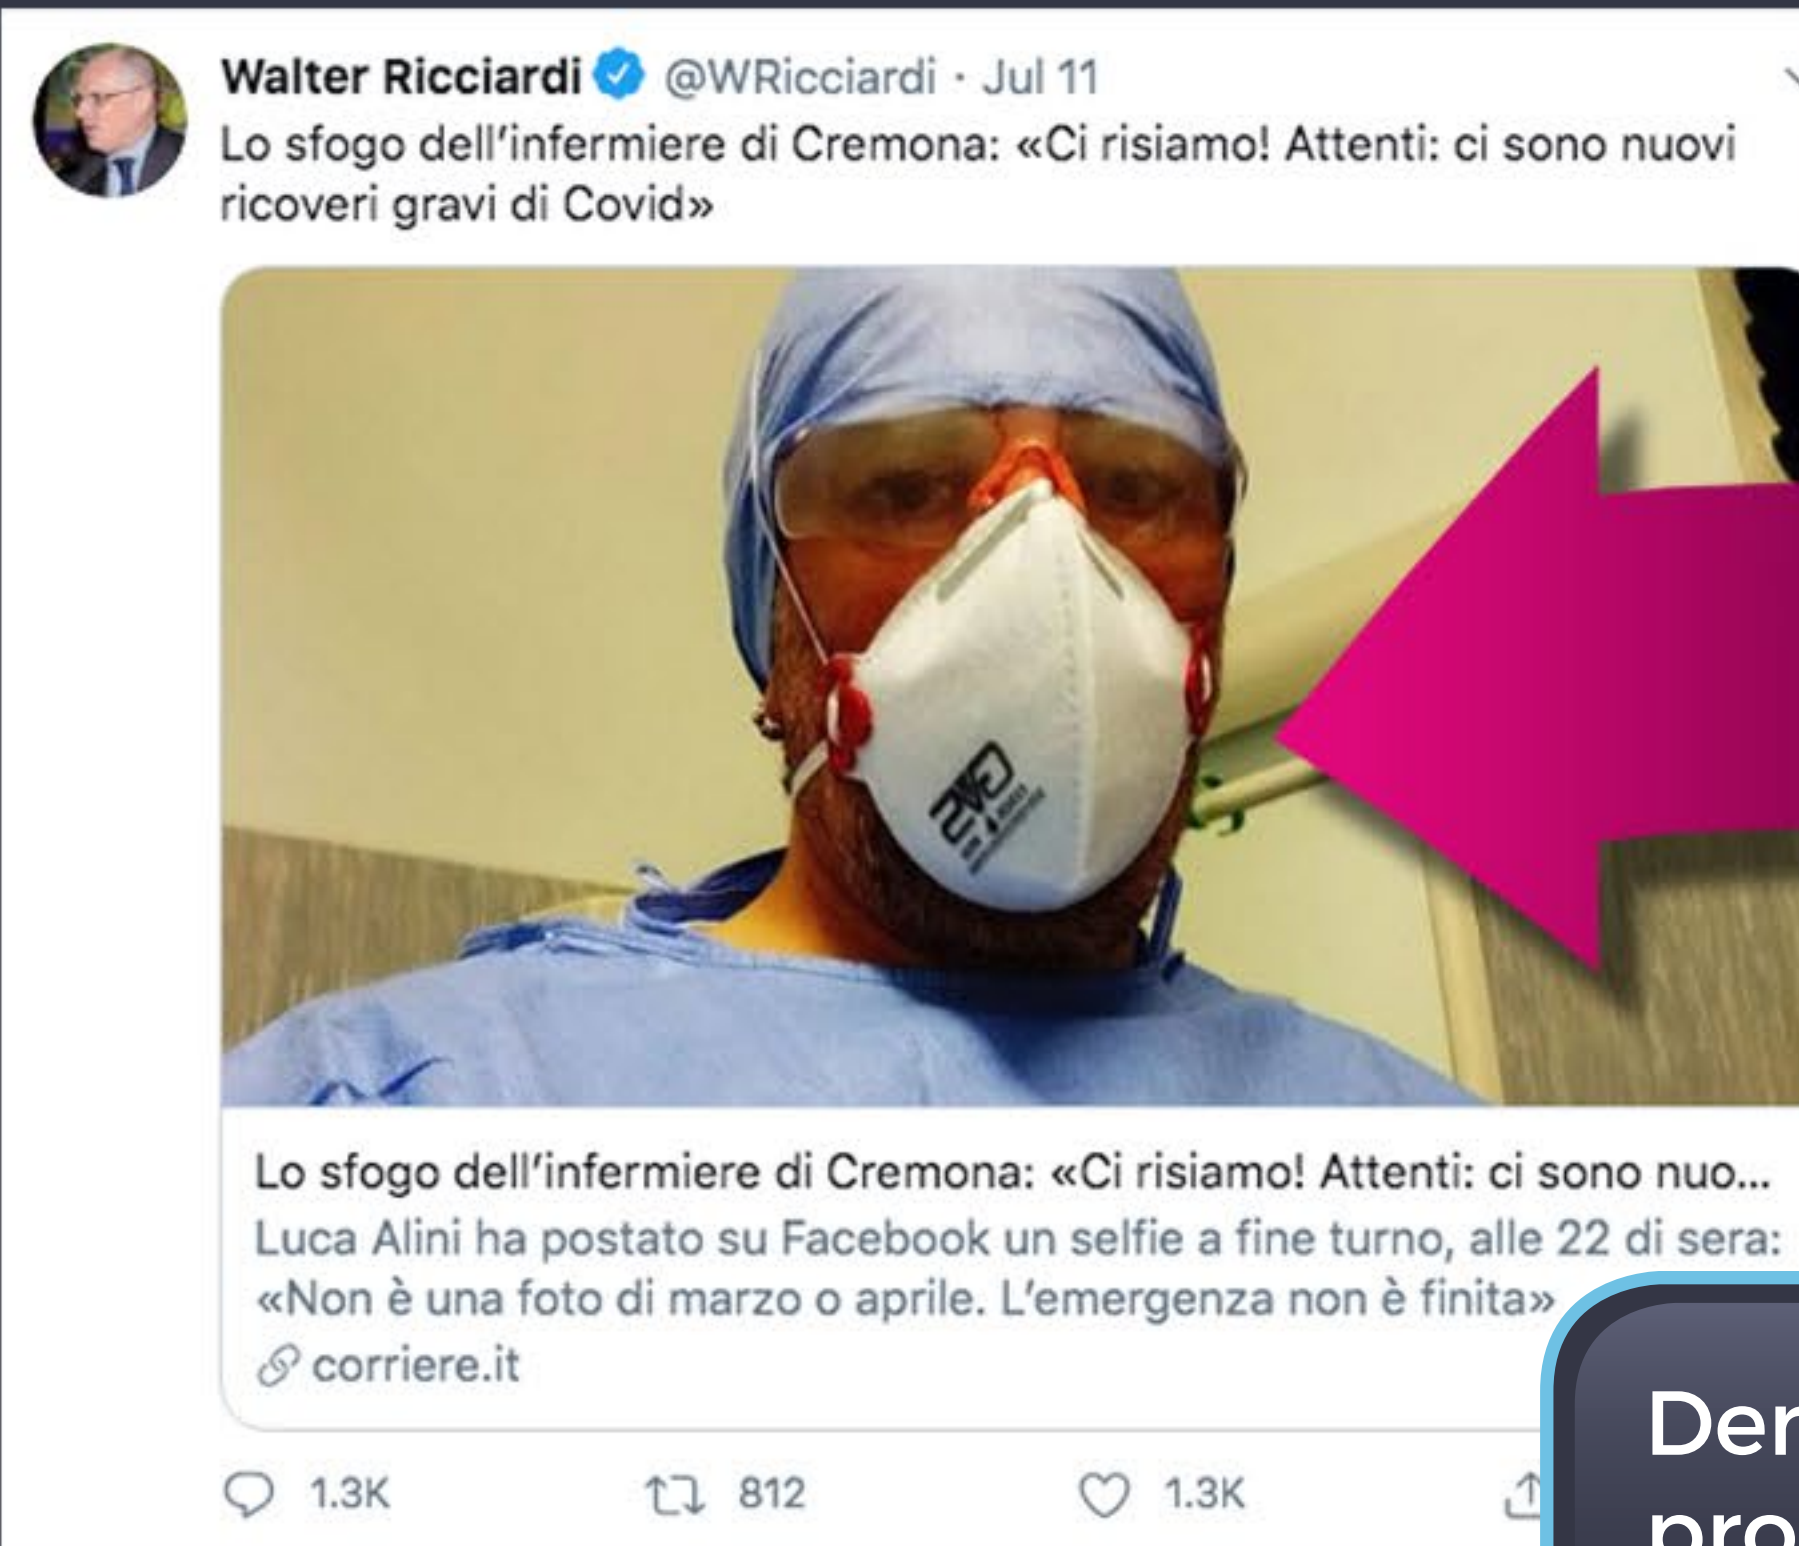 Walter Ricciardi @WRicciardi · Jul 11
Lo sfogo dell'infermiere di Cremona: «Ci risiamo! Attenti: ci sono nuovi
ricoveri gravi di Covid»
Lo sfogo dell'infermiere di Cremona: «Ci risiamo! Attenti: ci sono nuo...
Luca Alini ha postato su Facebook un selfie a fine turno, alle 22 di sera:
«Non è una foto di marzo o aprile. L'emergenza non è finita»
corriere.it
1.3K 812 1.3K